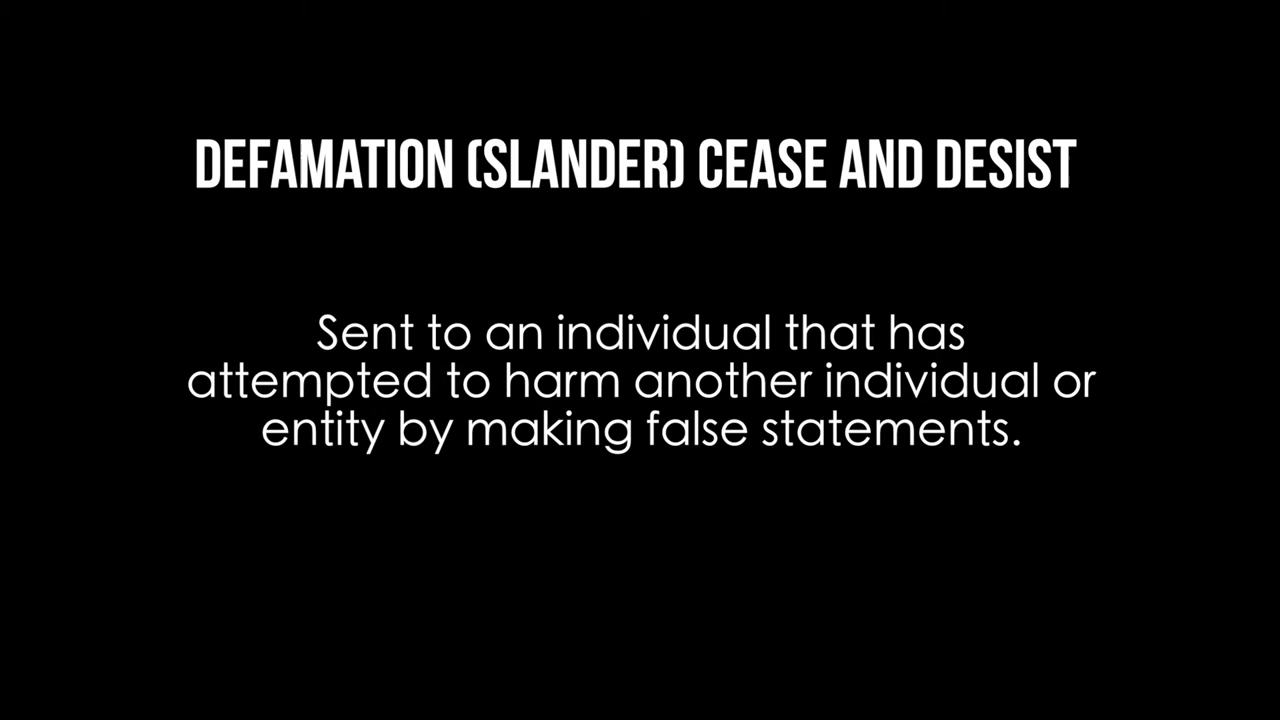 DEFAMATION (SLANDER) CEASE AND DESIST
Sent to an individual that has
attempted to harm another individual or
entity by making false statements.